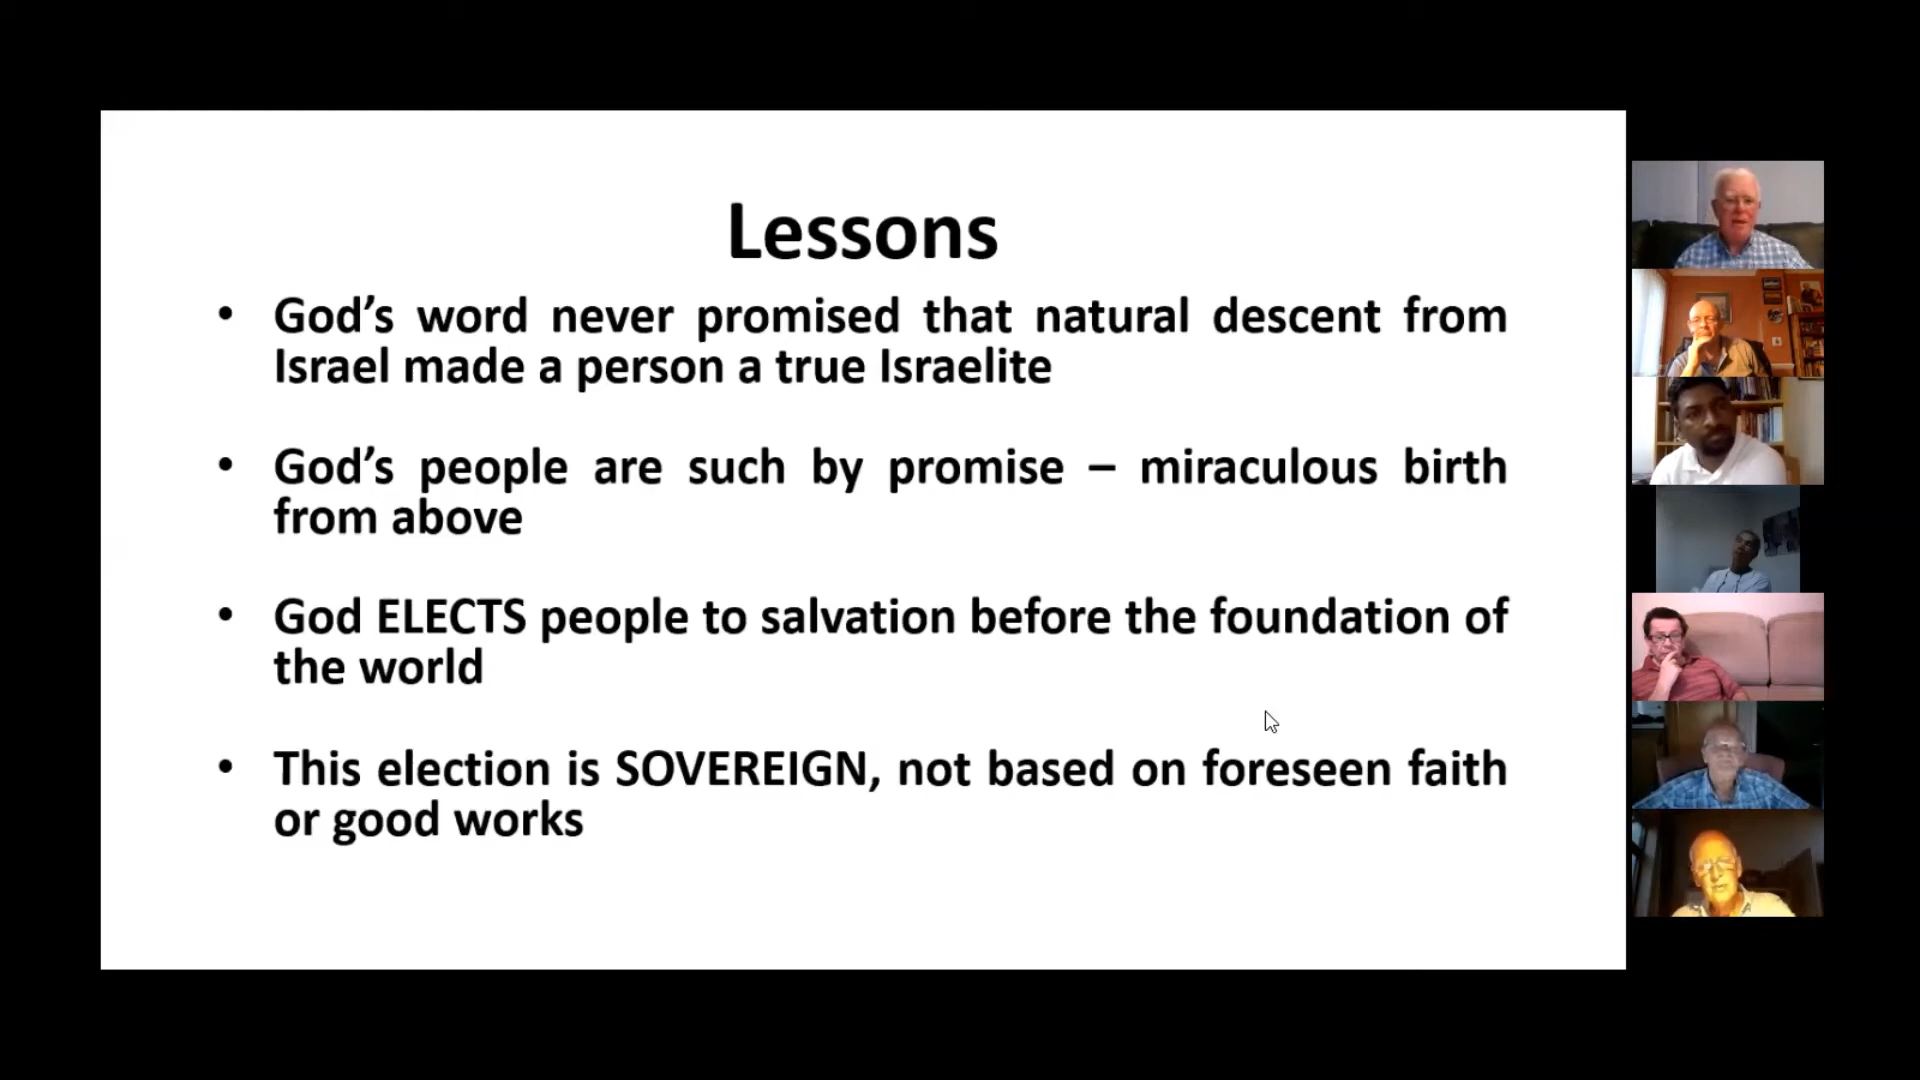 Lessons
• God’s word never promised that natural descent from
Israel made a person a true Israelite
• God’s people are such by promise – miraculous birth
from above
• God ELECTS people to salvation before the foundation of
the world
• This election is SOVEREIGN, not based on foreseen faith
or good works